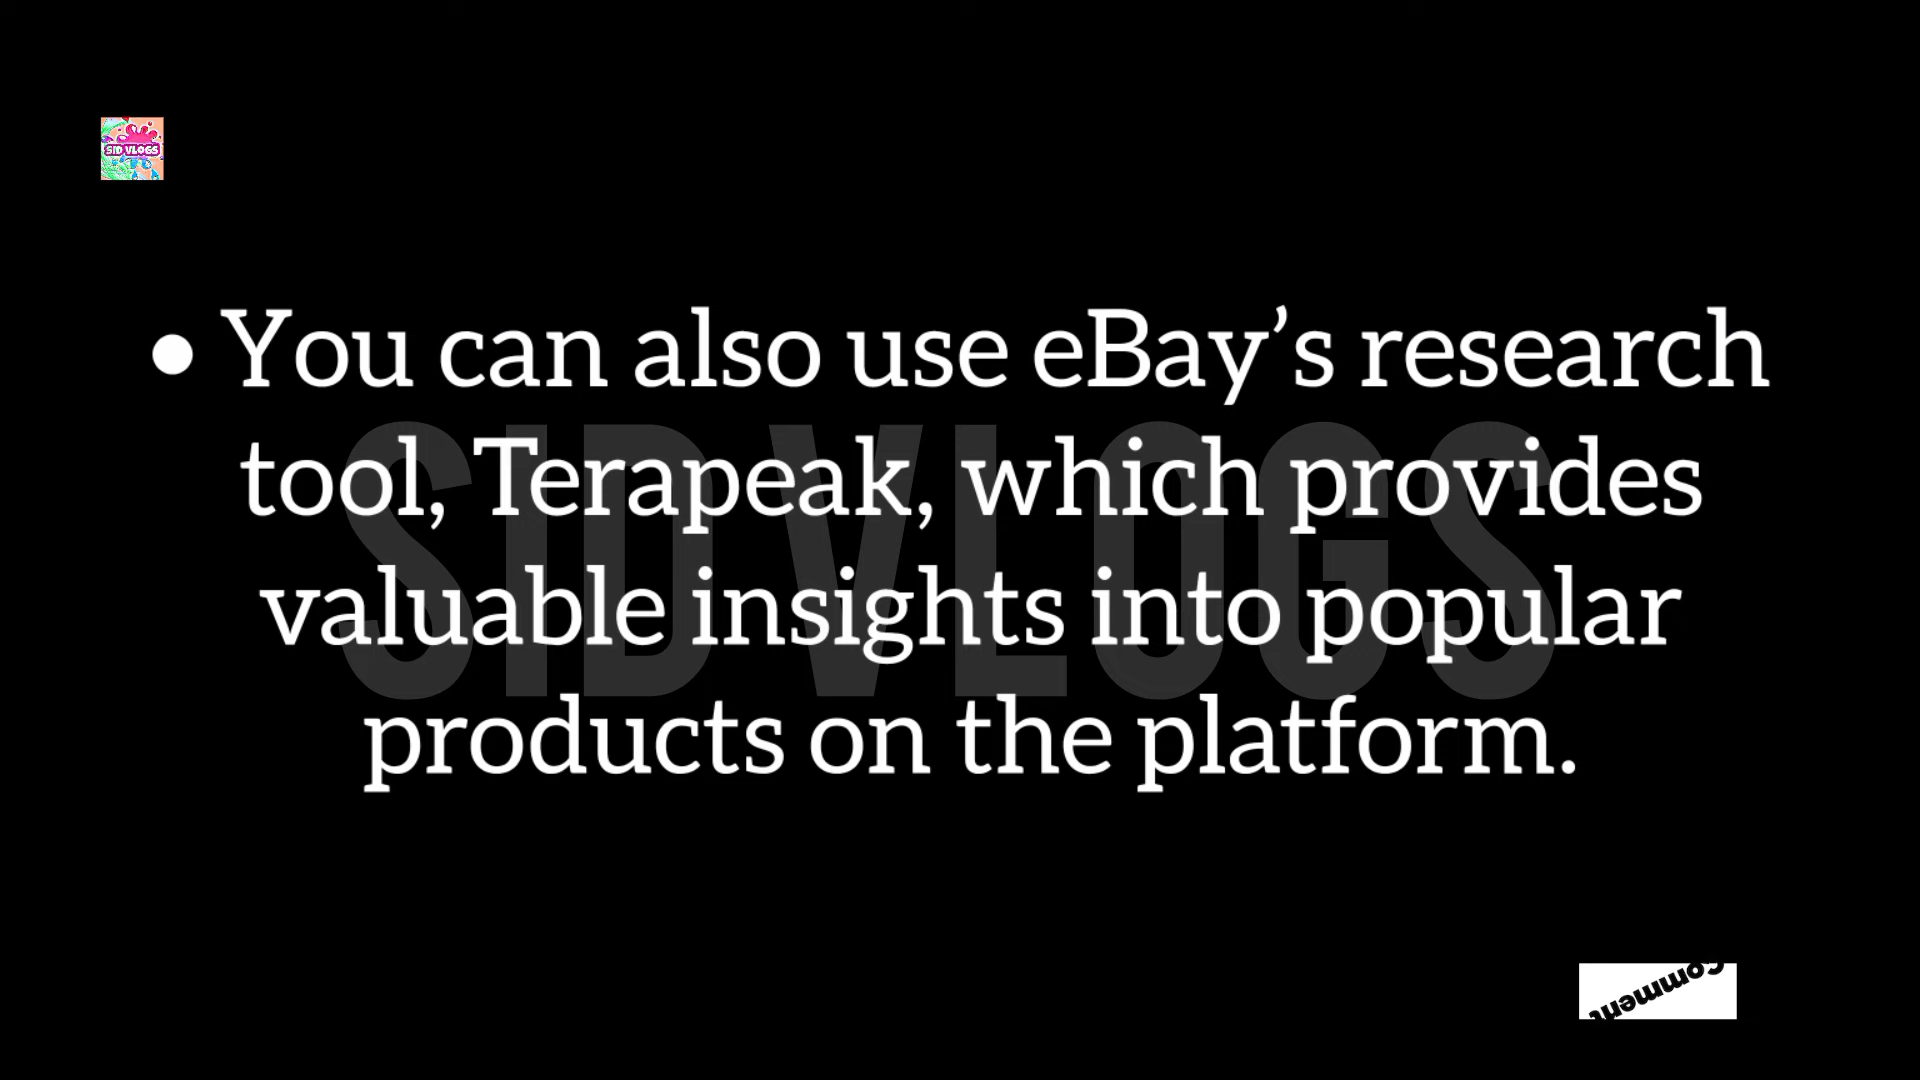 SID VLOGS
• You can also use eBay’s research
tool, Terapeak, which provides
valuable insights into popular
products on the platform.
SID VLOGS
Comment